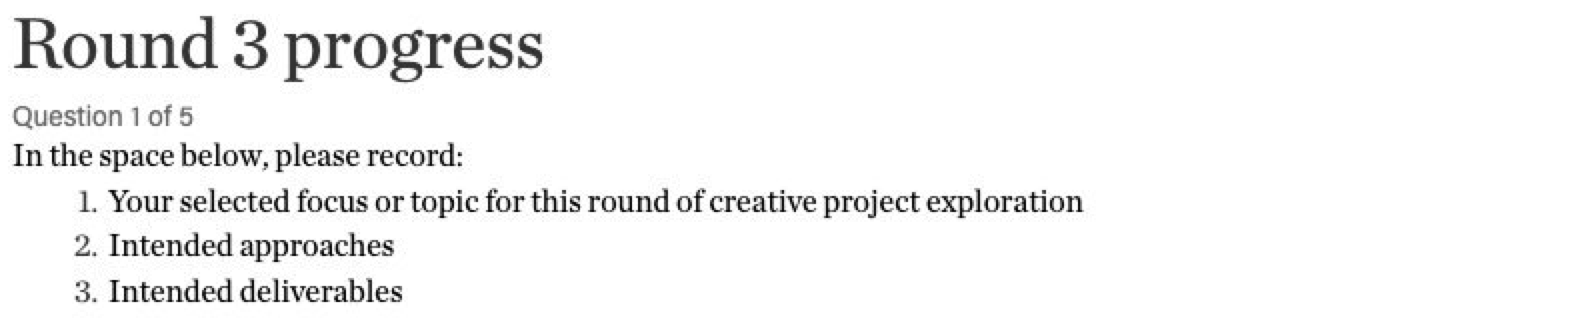 Round 3 progress
Question 1 of 5
In the space below, please record:
1. Your selected focus or topic for this round of creative project exploration
2. Intended approaches
3. Intended deliverables